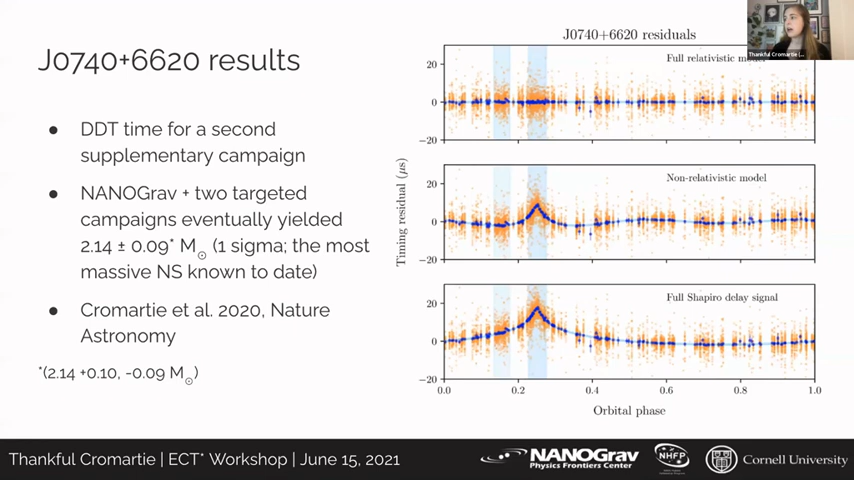 J0740+6620 results
● DDT time for a second
supplementary campaign
● NANOGrav + two targeted
campaigns eventually yielded
2.14 ± 0.09* M☉ (1 sigma; the most
massive NS known to date)
● Cromartie et al. 2020, Nature
Astronomy
*(2.14 +0.10, -0.09 M☉)
J0740+6620 residuals
Full relativistic
20
0
−20
Non-relativistic model
20
0
−20
Full Shapiro delay signal
20
0
−20
0.0 0.2 0.4 0.6 0.8 1.0
Timing residual (μs)
Orbital phase
Thankful Cromartie (...
Thankful Cromartie | ECT* Workshop | June 15, 2021
NANOGrav
Physics Frontiers Center
NHFP
Cornell University